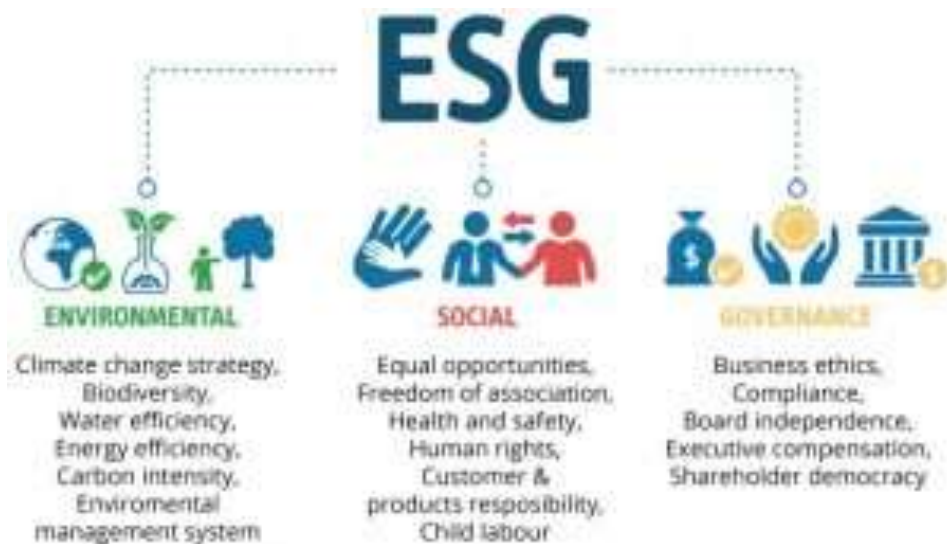 ESG
ENVIRONMENTAL
Climate change strategy,
Biodiversity,
Water efficiency,
Energy efficiency,
Carbon intensity,
Enviromental
management system
SOCIAL
Equal opportunities,
Freedom of association,
Health and safety,
Human rights,
Customer &
products resposibility,
Child labour
$
GOVERNANCE
Business ethics,
Compliance,
Board independence,
Executive compensation,
Shareholder democracy